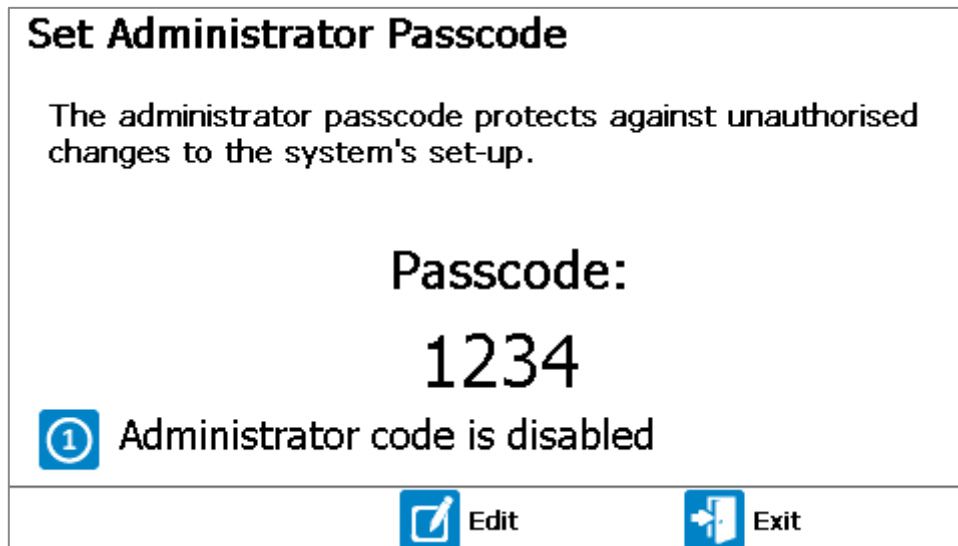 Set Administrator Passcode
The administrator passcode protects against unauthorised
changes to the system's set-up.
Passcode:
1234
1 Administrator code is disabled
Edit Exit